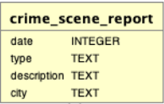 crime_scene_report
date INTEGER
type TEXT
description TEXT
city TEXT